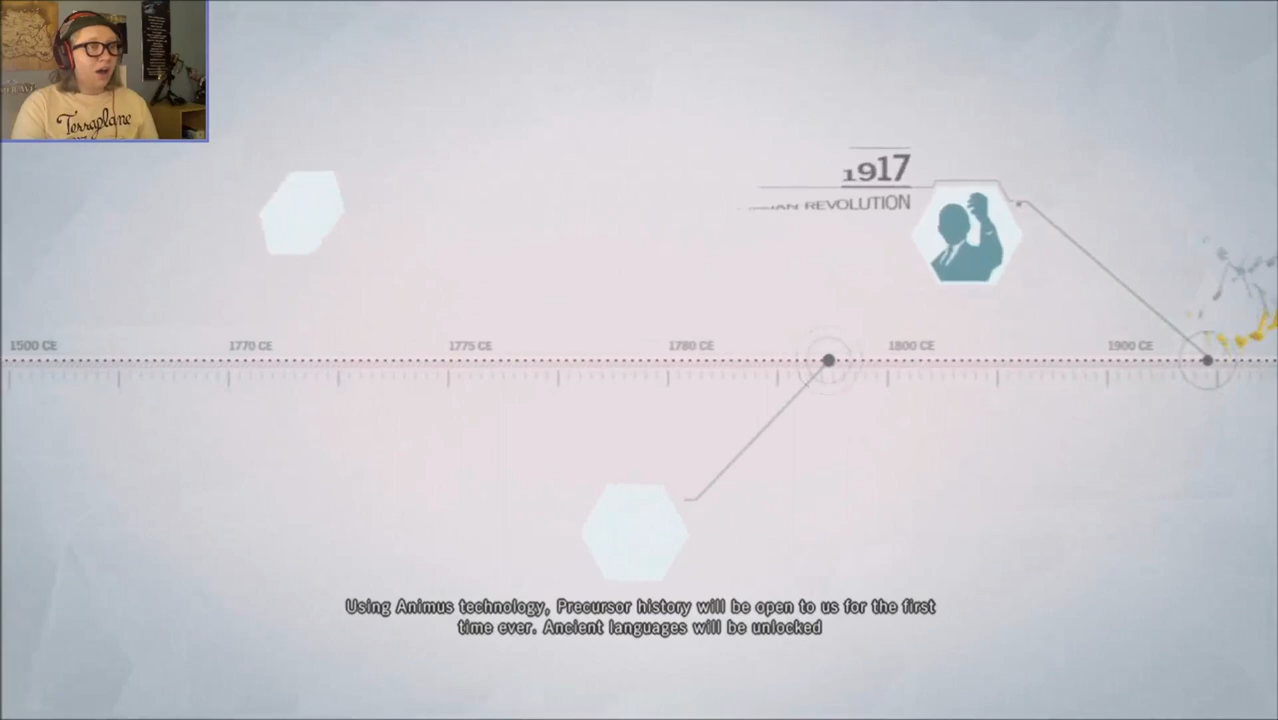 Terraplane
1917
REVOLUTION
1500 CE
1770 CE
1775 CE
1780 CE
1800 CE
1900 CE
Using Animus technology, Precursor history will be open to us for the first
time ever. Ancient languages will be unlocked